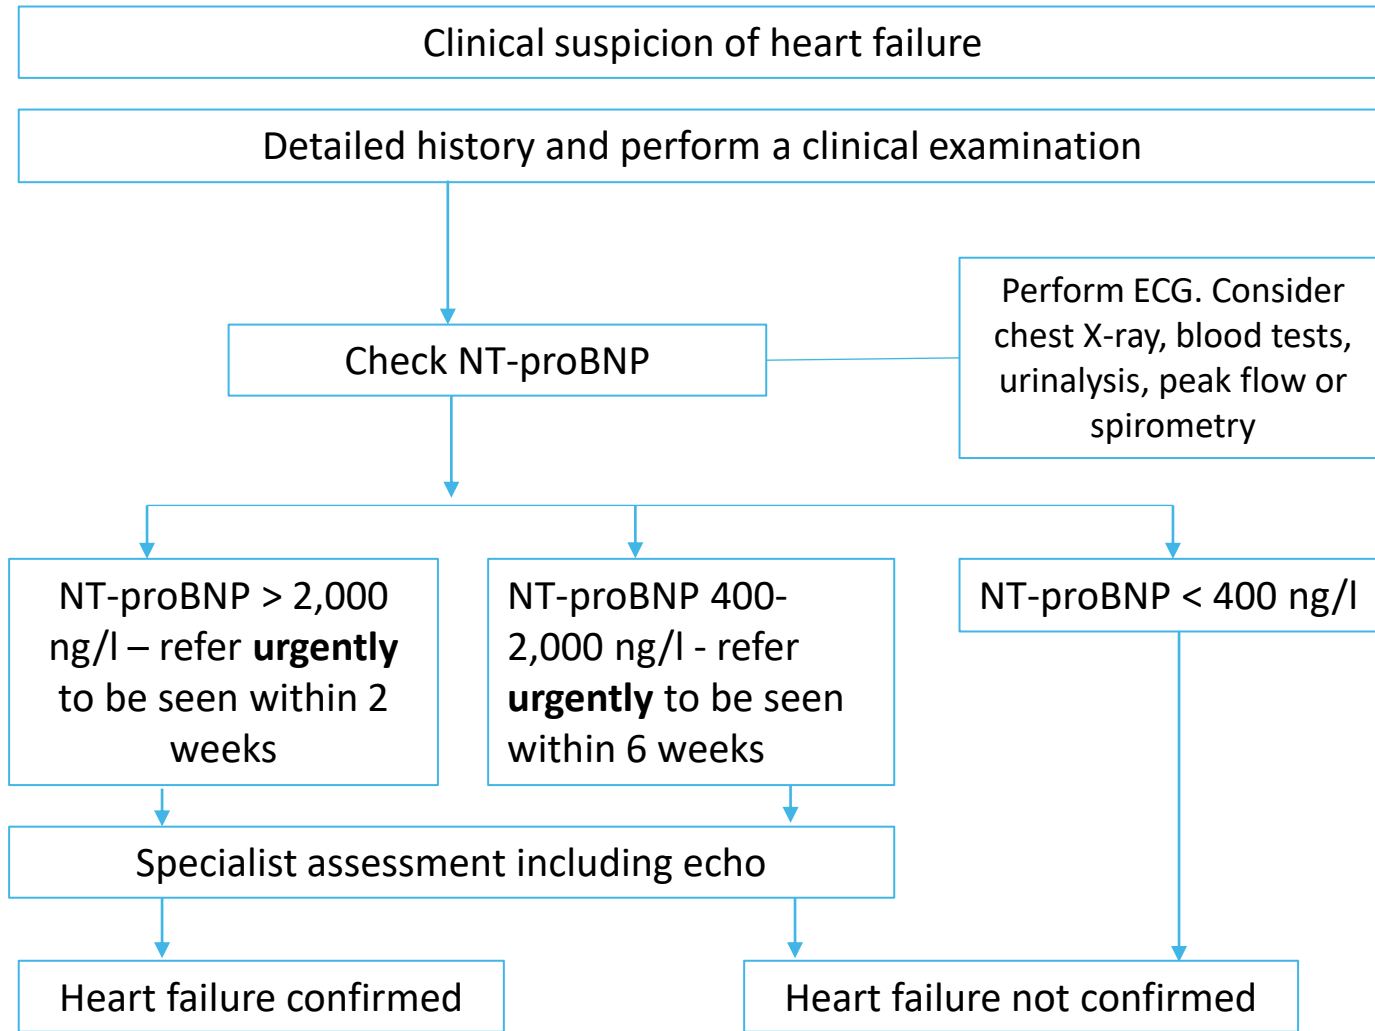 Clinical suspicion of heart failure
Detailed history and perform a clinical examination
Perform ECG. Consider
chest X-ray, blood tests,
urinalysis, peak flow or
spirometry
Check NT-proBNP
NT-proBNP > 2,000
ng/l – refer urgently
to be seen within 2
weeks
NT-proBNP 400-
2,000 ng/l - refer
urgently to be seen
within 6 weeks
NT-proBNP < 400 ng/l
Specialist assessment including echo
Heart failure confirmed
Heart failure not confirmed